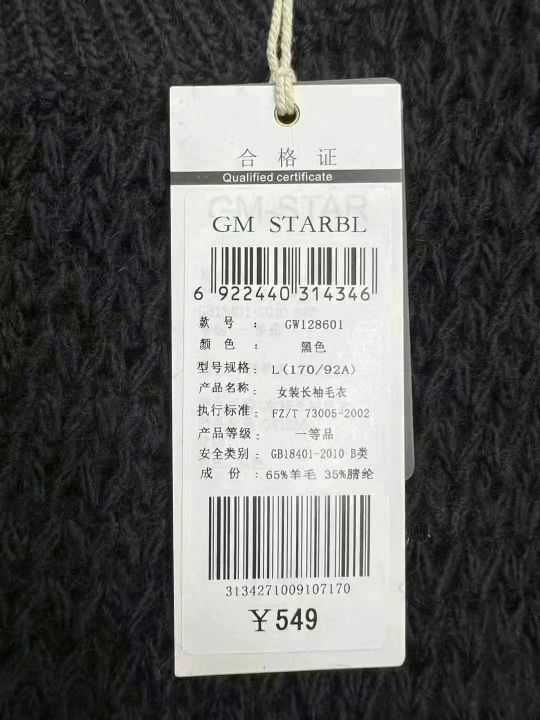 合格证
Qualified certificate
GM STARBL
6 922440 314346
款号： GW128601
颜色： 黑色
型号规格： L(170/92A)
产品名称： 女装长袖毛衣
执行标准： FZ/T 73005-2002
产品等级： 一等品
安全类别： GB18401-2010 B类
成份： 65%羊毛 35%腈纶
3134271009107170
￥549